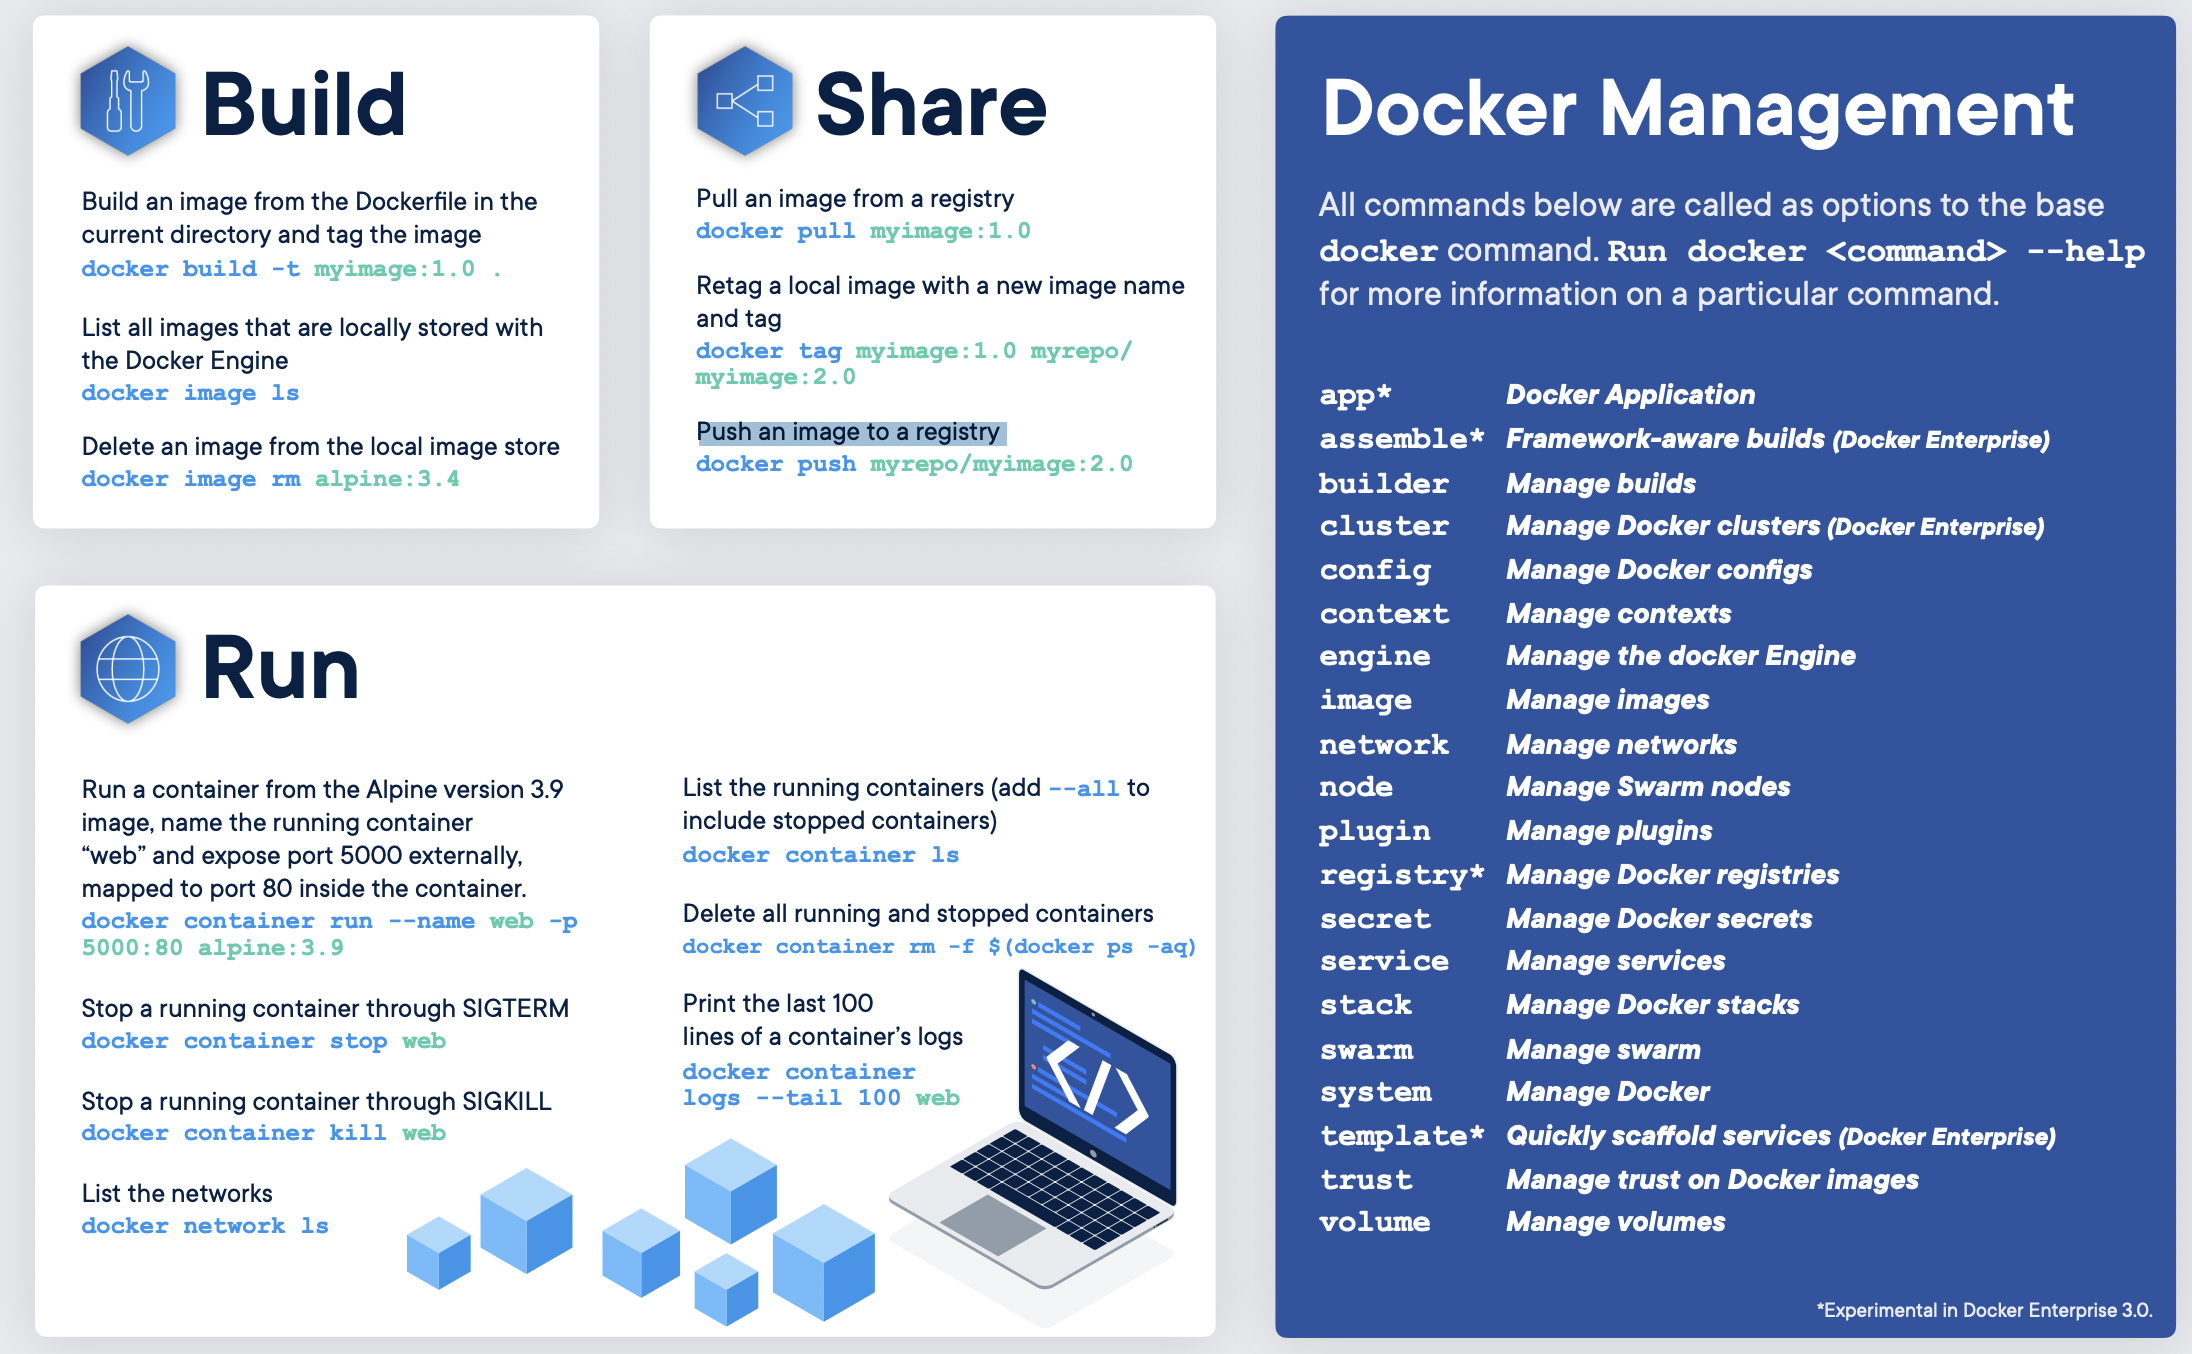 Build
Build an image from the Dockerfile in the
current directory and tag the image
docker build -t myimage:1.0 .
List all images that are locally stored with
the Docker Engine
docker image ls
Delete an image from the local image store
docker image rm alpine:3.4
Share
Pull an image from a registry
docker pull myimage:1.0
Retag a local image with a new image name
and tag
docker tag myimage:1.0 myrepo/
myimage:2.0
Push an image to a registry
docker push myrepo/myimage:2.0
Run
Run a container from the Alpine version 3.9
image, name the running container
“web” and expose port 5000 externally,
mapped to port 80 inside the container.
docker container run --name web -p
5000:80 alpine:3.9
Stop a running container through SIGTERM
docker container stop web
Stop a running container through SIGKILL
docker container kill web
List the networks
docker network ls
List the running containers (add --all to
include stopped containers)
docker container ls
Delete all running and stopped containers
docker container rm -f $(docker ps -aq)
Print the last 100
lines of a container’s logs
docker container
logs --tail 100 web
</>
Docker Management
All commands below are called as options to the base
docker command. Run docker <command> --help
for more information on a particular command.
app* Docker Application
assemble* Framework-aware builds (Docker Enterprise)
builder Manage builds
cluster Manage Docker clusters (Docker Enterprise)
config Manage Docker configs
context Manage contexts
engine Manage the docker Engine
image Manage images
network Manage networks
node Manage Swarm nodes
plugin Manage plugins
registry* Manage Docker registries
secret Manage Docker secrets
service Manage services
stack Manage Docker stacks
swarm Manage swarm
system Manage Docker
template* Quickly scaffold services (Docker Enterprise)
trust Manage trust on Docker images
volume Manage volumes
*Experimental in Docker Enterprise 3.0.